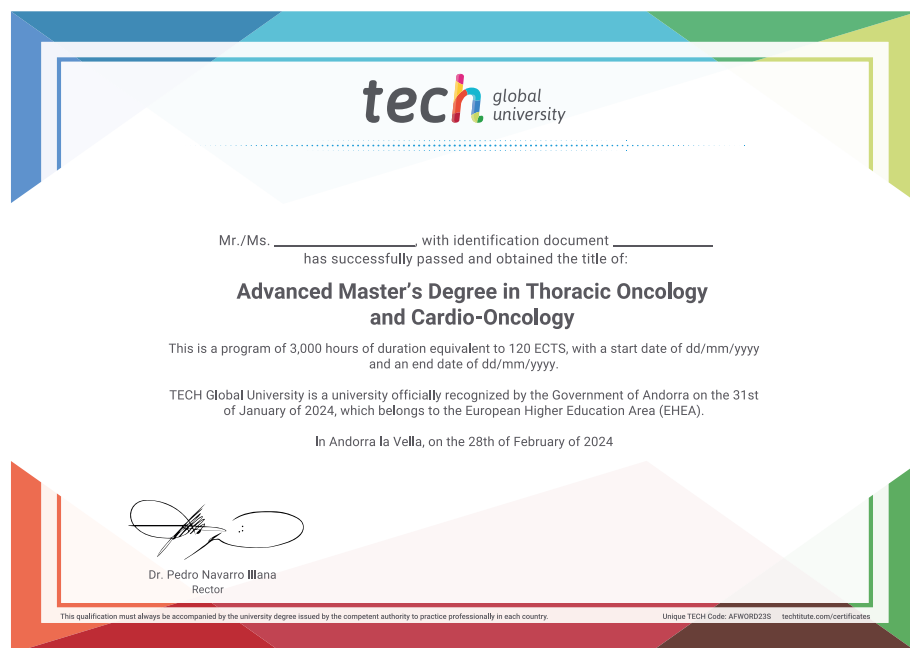 tech global university
Mr./Ms. ____________, with identification document ____________
has successfully passed and obtained the title of:
Advanced Master's Degree in Thoracic Oncology
and Cardio-Oncology
This is a program of 3,000 hours of duration equivalent to 120 ECTS, with a start date of dd/mm/yyyy
and an end date of dd/mm/yyyy.
TECH Global University is a university officially recognized by the Government of Andorra on the 31st
of January of 2024, which belongs to the European Higher Education Area (EHEA).
In Andorra la Vella, on the 28th of February of 2024
Dr. Pedro Navarro Illana
Rector
This qualification must always be accompanied by the university degree issued by the competent authority to practice professionally in each country.
Unique TECH Code: AFWORD23S techtitute.com/certificates